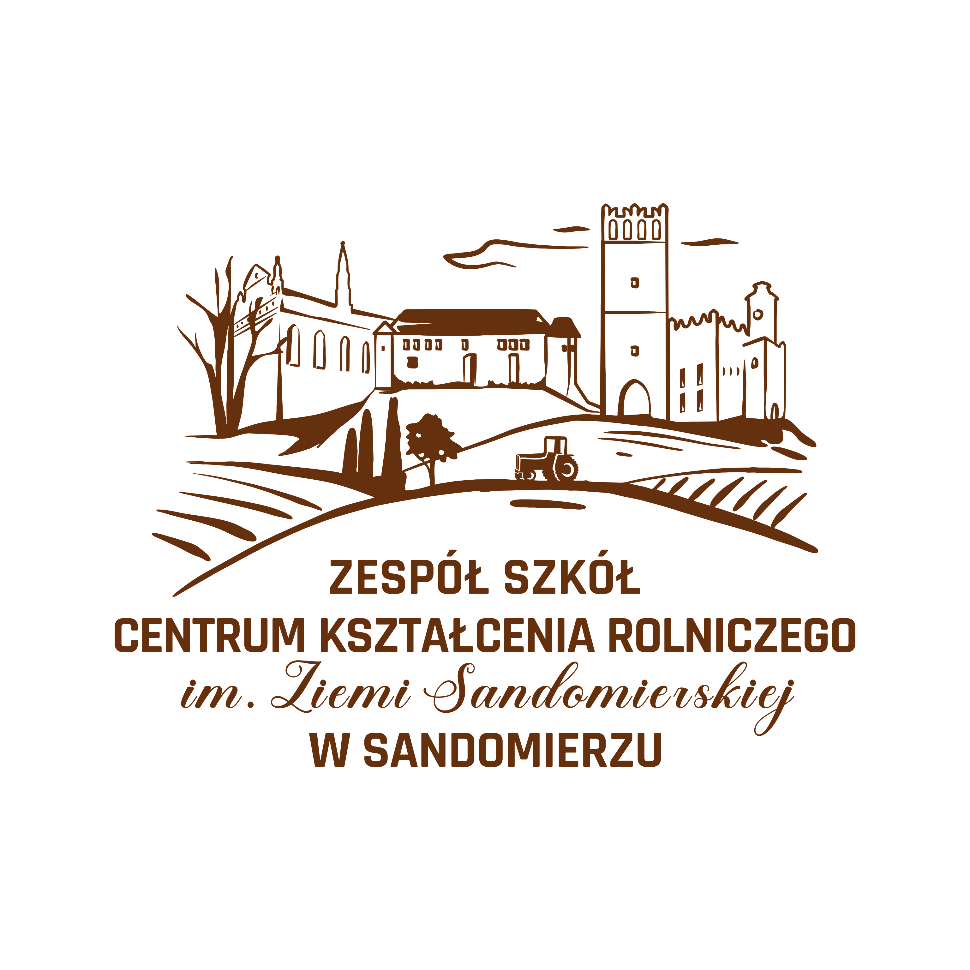 ZESPÓŁ SZKÓŁ
CENTRUM KSZTAŁCENIA ROLNICZEGO
im. Ziemi Sandomierskiej
W SANDOMIERZU